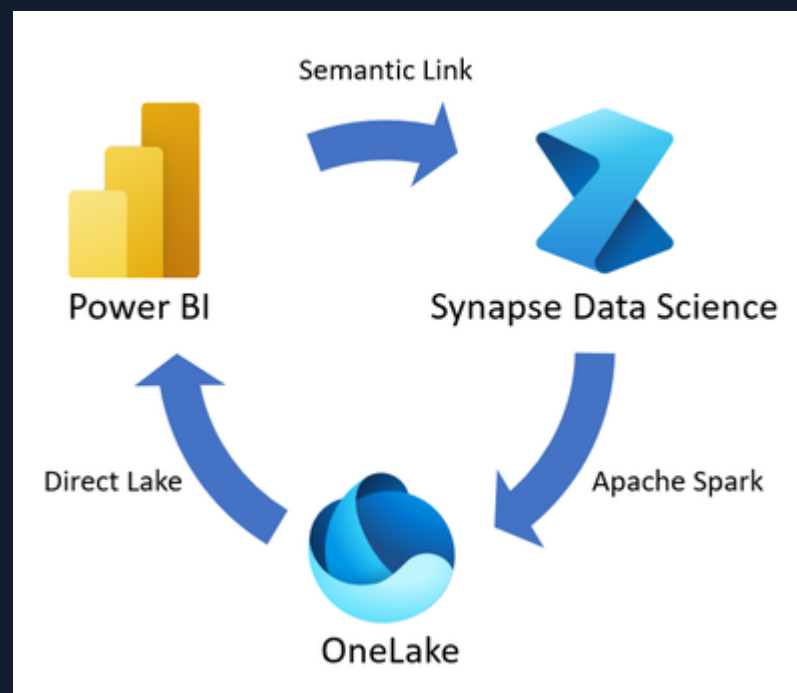 Semantic Link
Power BI
Synapse Data Science
Direct Lake
Apache Spark
OneLake